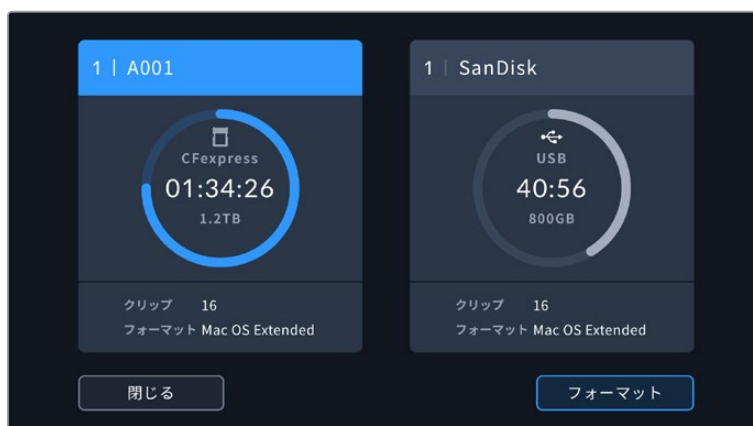 1 | A001
CFexpress
01:34:26
1.2TB
クリップ 16
フォーマット Mac OS Extended
1 | SanDisk
USB
40:56
800GB
クリップ 16
フォーマット Mac OS Extended
閉じる
フォーマット